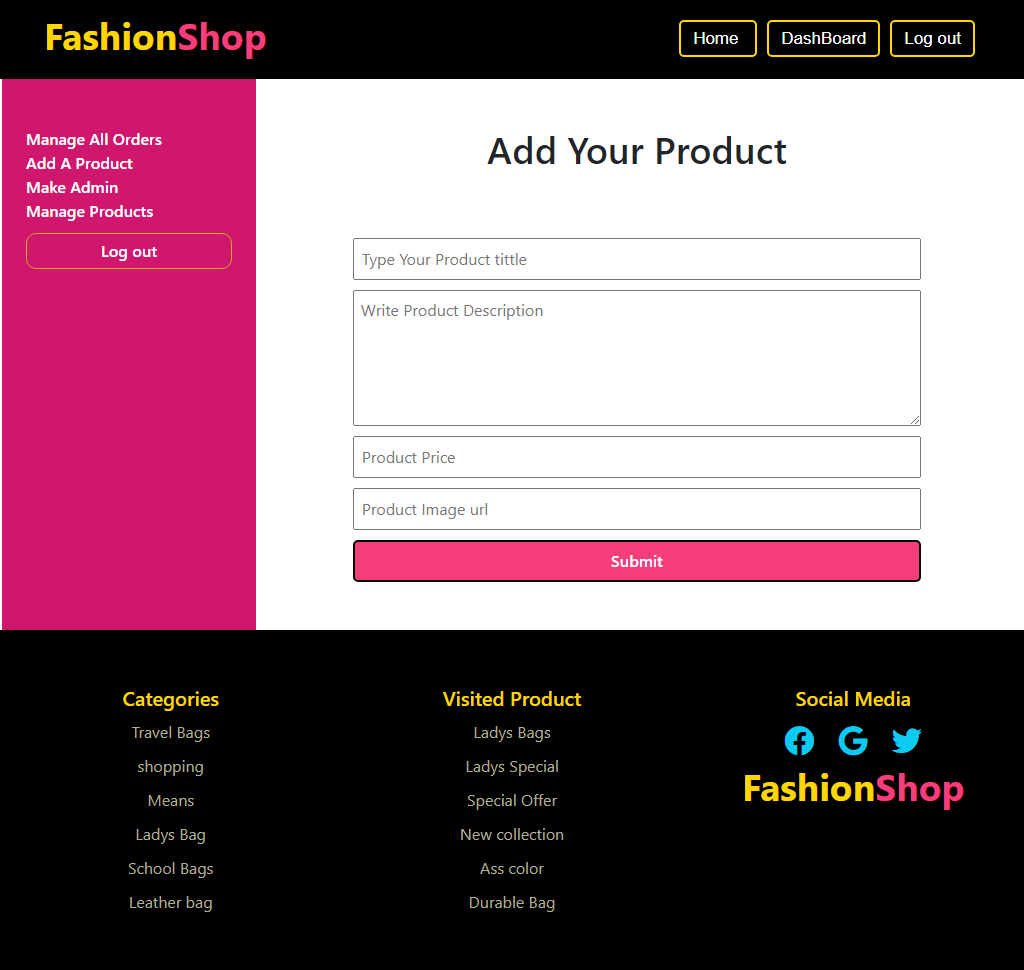 FashionShop
Home
DashBoard
Log out
Manage All Orders
Add A Product
Make Admin
Manage Products
Log out
Add Your Product
Type Your Product tittle
Write Product Description
Product Price
Product Image url
Submit
Categories
Travel Bags
shopping
Means
Ladys Bag
School Bags
Leather bag
Visited Product
Ladys Bags
Ladys Special
Special Offer
New collection
Ass color
Durable Bag
Social Media
FashionShop